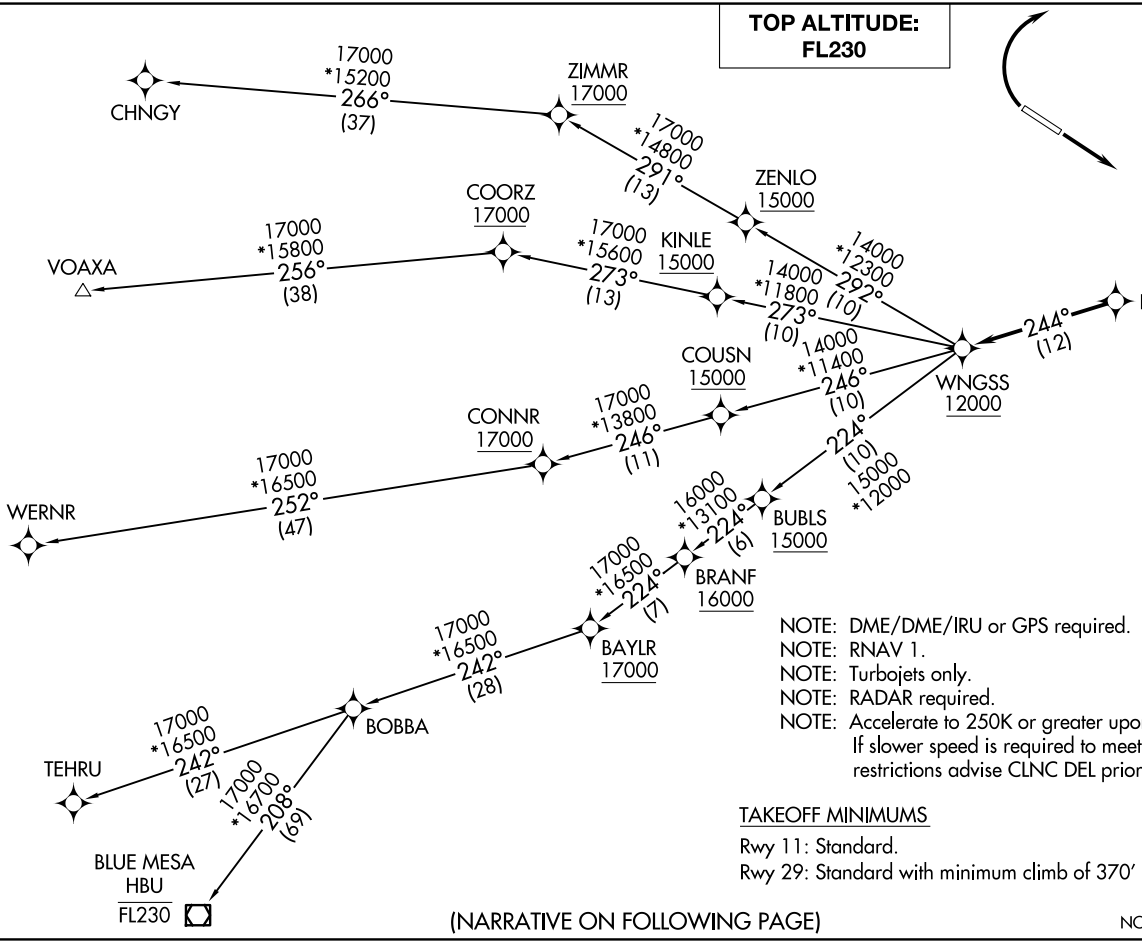 TOP ALTITUDE:
FL230
17000
*15200
266°
(37)
CHNGY
ZIMMR
17000
17000
*14800
291°
(13)
ZENLO
15000
COORZ
17000
17000
*15800
256°
(38)
VOAXA
17000
*15600
273°
(13)
KINLE
15000
14000
*12300
292°
(10)
14000
*11800
273°
(10)
244°
(12)
WNGSS
12000
14000
*11400
246°
(10)
COUSN
15000
17000
*13800
246°
(11)
CONNR
17000
17000
*16500
252°
(47)
WERNR
224°
(10)
15000
*12000
BUBLS
15000
16000
*13100
224°
(6)
BRANF
16000
17000
*16500
224°
(7)
BAYLR
17000
17000
*16500
242°
(28)
BOBBA
17000
*16500
242°
(27)
TEHRU
17000
*16700
208°
(69)
BLUE MESA
HBU
FL230
NOTE: DME/DME/IRU or GPS required.
NOTE: RNAV 1.
NOTE: Turbojets only.
NOTE: RADAR required.
NOTE: Accelerate to 250K or greater upo
If slower speed is required to meet
restrictions advise CLNC DEL prior
TAKEOFF MINIMUMS
Rwy 11: Standard.
Rwy 29: Standard with minimum climb of 370'
(NARRATIVE ON FOLLOWING PAGE)
NO